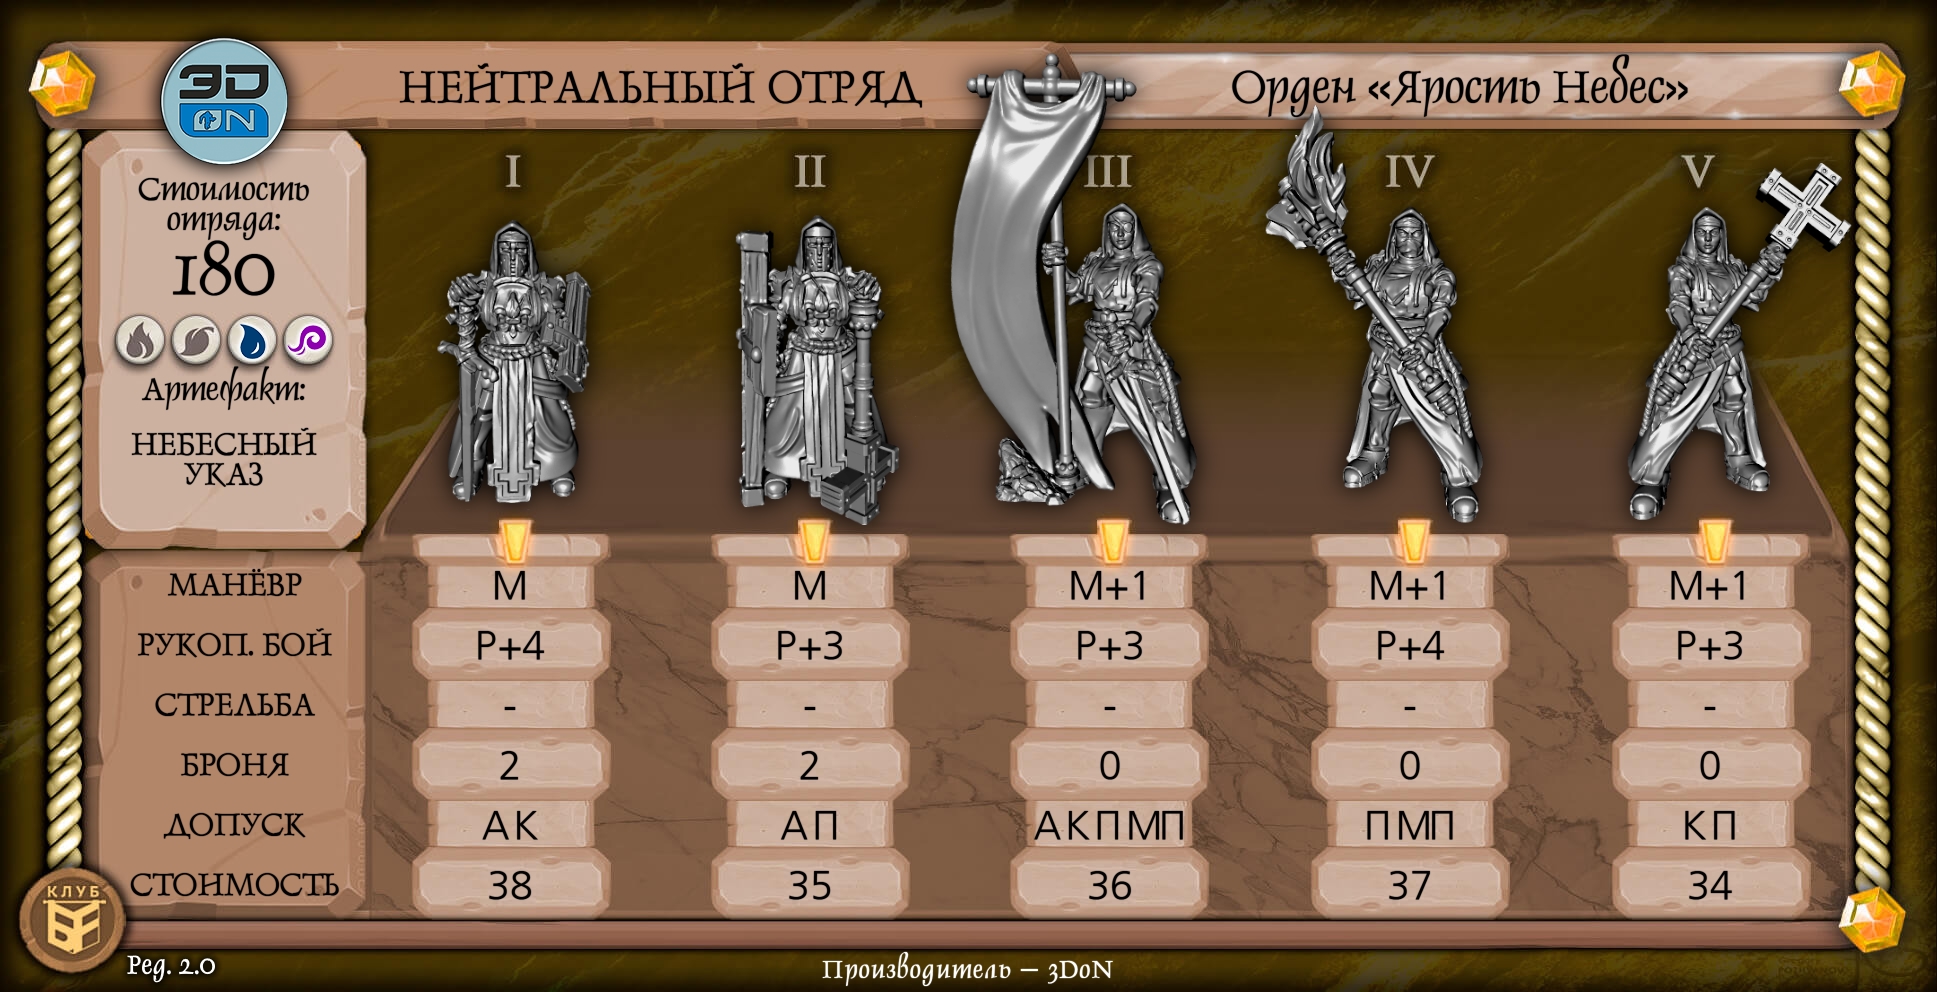 3D
ON
НЕЙТРАЛЬНЫЙ ОТРЯД
Орден «Ярость Небес»
Стоимость
отряда:
180
Артефакт:
НЕБЕСНЫЙ
УКАЗ
I II III IV V
МАНЁВР М М М+1 М+1 М+1
РУКОП. БОЙ Р+4 Р+3 Р+3 Р+4 Р+3
СТРЕЛЬБА - - - - -
БРОНЯ 2 2 0 0 0
ДОПУСК АК АП АКПМП ПМП КП
СТОИМОСТЬ 38 35 36 37 34
КЛУБ
БГ
Ред. 2.0
Производитель – 3DoN